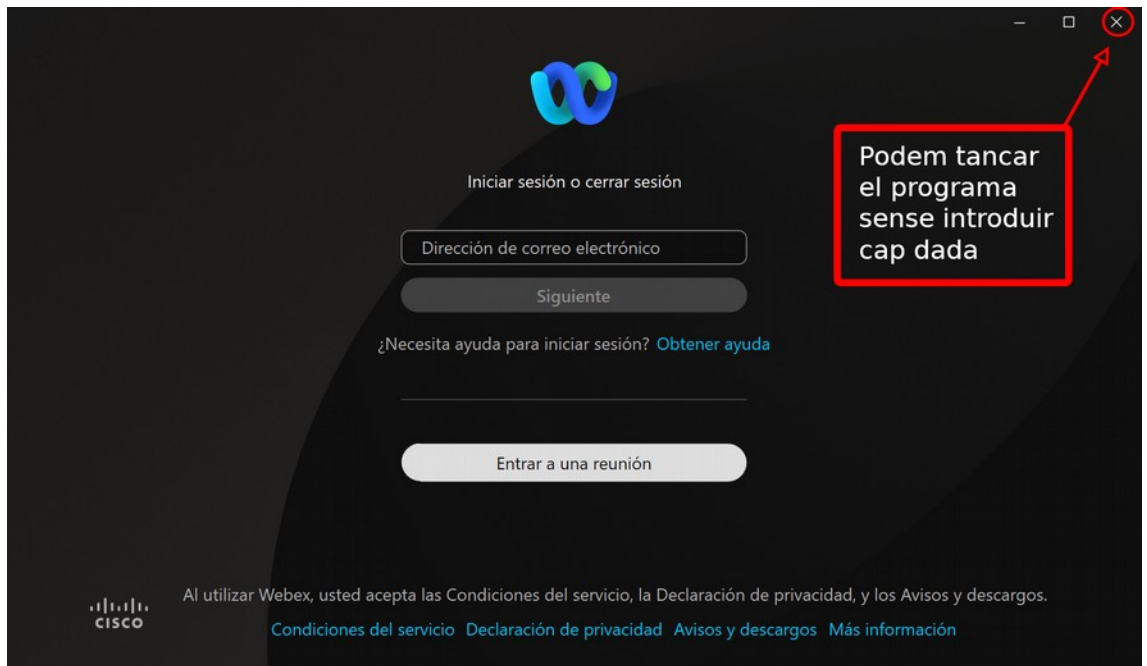 Podem tancar
el programa
sense introduir
cap dada
Iniciar sesión o cerrar sesión
Dirección de correo electrónico
Siguiente
¿Necesita ayuda para iniciar sesión? Obtener ayuda
Entrar a una reunión
Al utilizar Webex, usted acepta las Condiciones del servicio, la Declaración de privacidad, y los Avisos y descargos.
CISCO
Condiciones del servicio Declaración de privacidad Avisos y descargos Más información